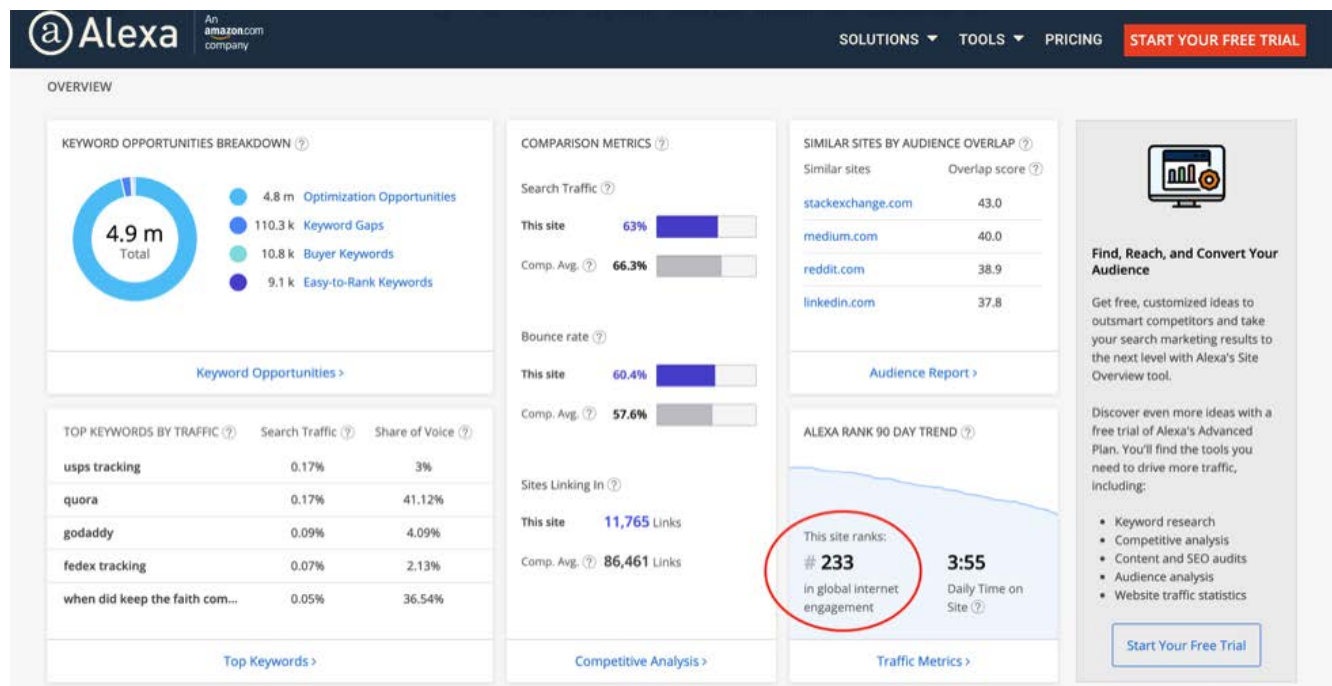 a Alexa
An
amazon.com
company
SOLUTIONS
TOOLS
PRICING
START YOUR FREE TRIAL
OVERVIEW
KEYWORD OPPORTUNITIES BREAKDOWN ?
4.9 m
Total
4.8 m Optimization Opportunities
110.3 k Keyword Gaps
10.8 k Buyer Keywords
9.1 k Easy-to-Rank Keywords
Keyword Opportunities >
TOP KEYWORDS BY TRAFFIC ? Search Traffic ? Share of Voice ?
usps tracking 0.17% 3%
quora 0.17% 41.12%
godaddy 0.09% 4.09%
fedex tracking 0.07% 2.13%
when did keep the faith com... 0.05% 36.54%
Top Keywords >
COMPARISON METRICS ?
Search Traffic ?
This site 63%
Comp. Avg. ? 66.3%
Bounce rate ?
This site 60.4%
Comp. Avg. ? 57.6%
Sites Linking In ?
This site 11,765 Links
Comp. Avg. ? 86,461 Links
Competitive Analysis >
SIMILAR SITES BY AUDIENCE OVERLAP ?
Similar sites Overlap score ?
stackexchange.com 43.0
medium.com 40.0
reddit.com 38.9
linkedin.com 37.8
Audience Report >
ALEXA RANK 90 DAY TREND ?
This site ranks:
# 233
in global internet
engagement
3:55
Daily Time on
Site ?
Traffic Metrics >
Find, Reach, and Convert Your
Audience
Get free, customized ideas to
outsmart competitors and take
your search marketing results to
the next level with Alexa's Site
Overview tool.
Discover even more ideas with a
free trial of Alexa's Advanced
Plan. You'll find the tools you
need to drive more traffic,
including:
• Keyword research
• Competitive analysis
• Content and SEO audits
• Audience analysis
• Website traffic statistics
Start Your Free Trial